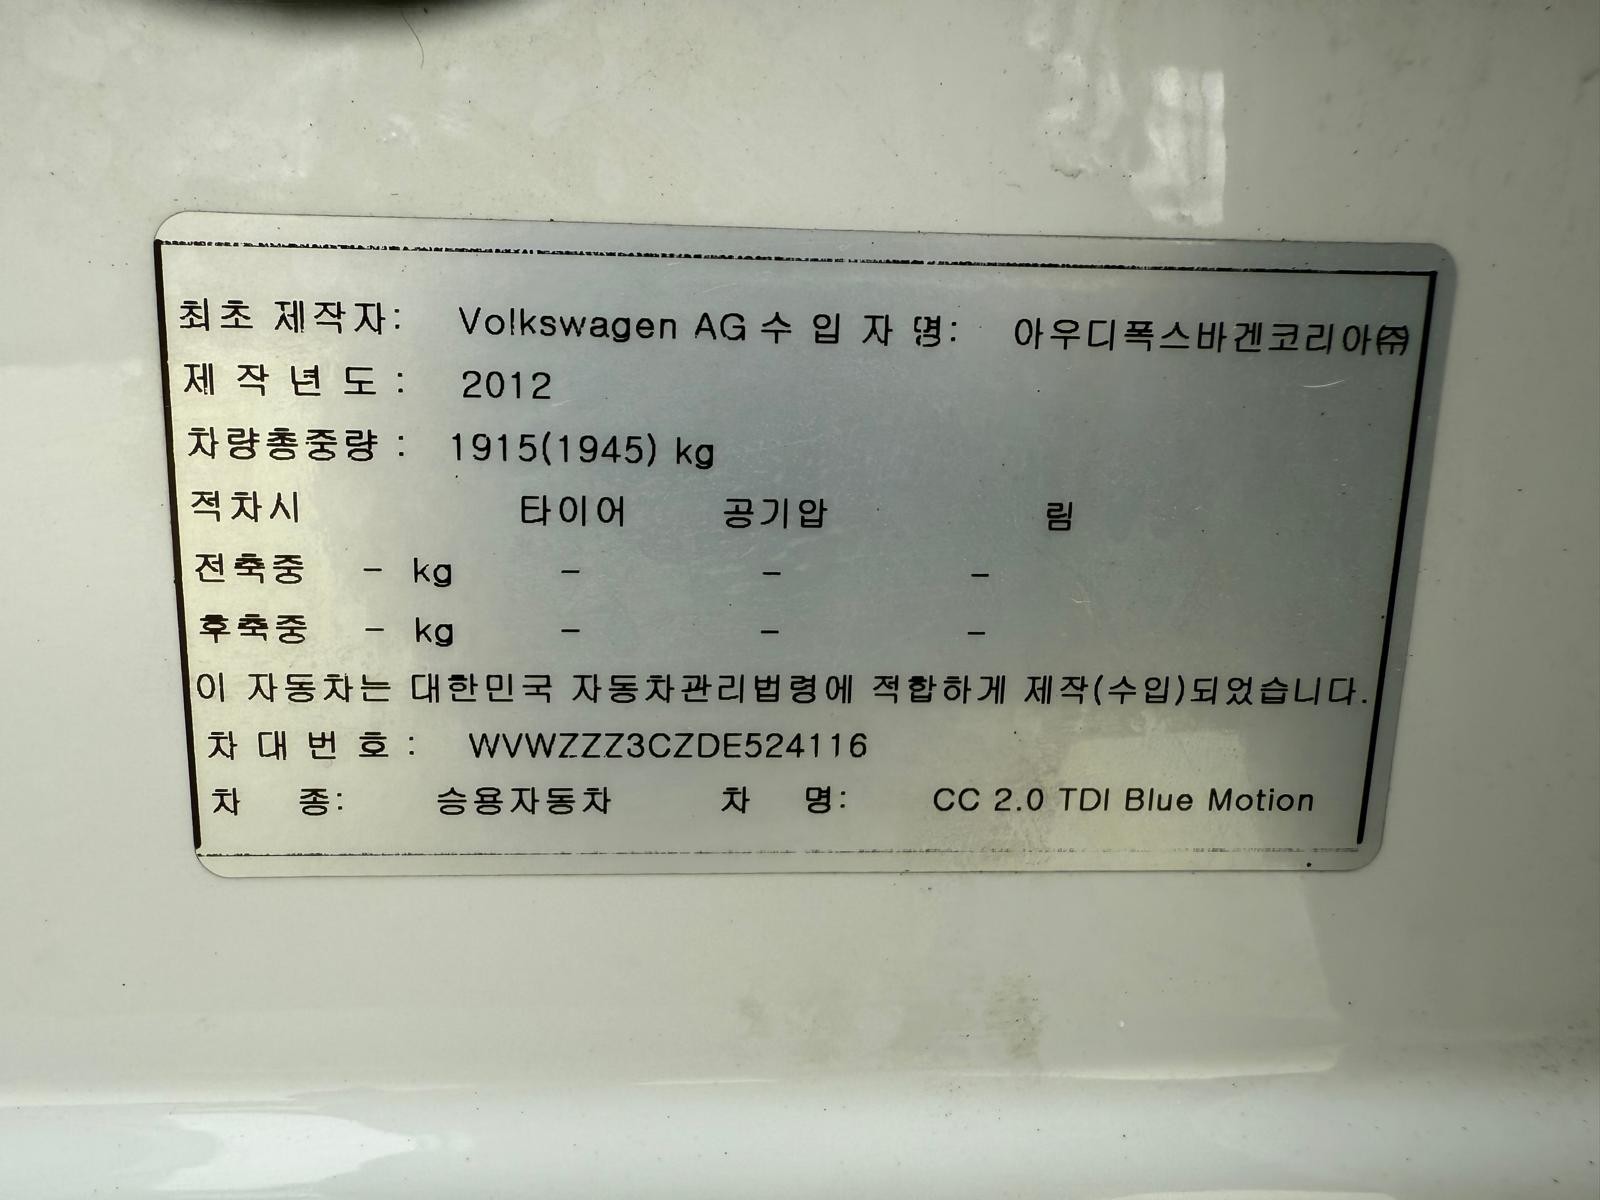 최초 제작자: Volkswagen AG 수 입 자 명: 아우디폭스바겐코리아㈜
제 작 년 도 : 2012
차량총중량 : 1915(1945) kg
적차시 타이어 공기압 림
전축중 - kg - - -
후축중 - kg - - -
이 자동차는 대한민국 자동차관리법령에 적합하게 제작(수입)되었습니다.
차 대 번 호 : WVWZZZ3CZDE524116
차 종: 승용자동차 차 명: CC 2.0 TDI Blue Motion